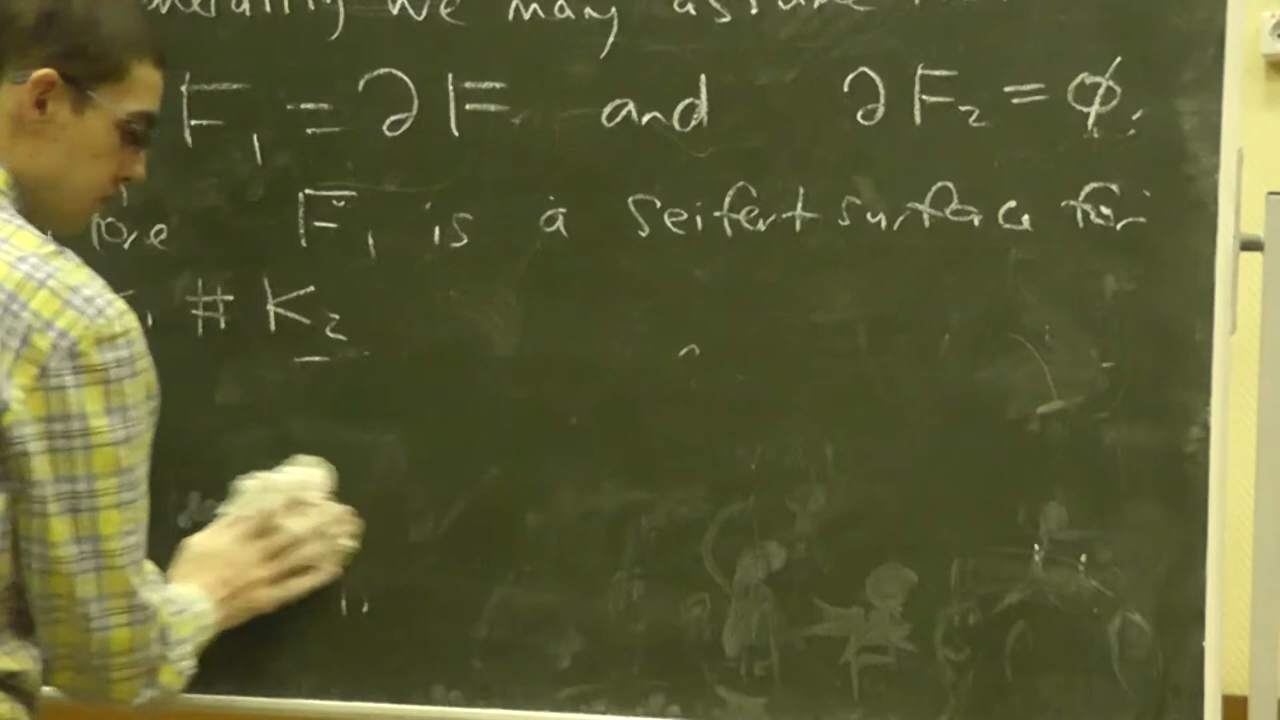 we may assume
F₁ = ∂F and ∂F₂ = ϕ.
F₁ is a Seifert surface for
# K₂